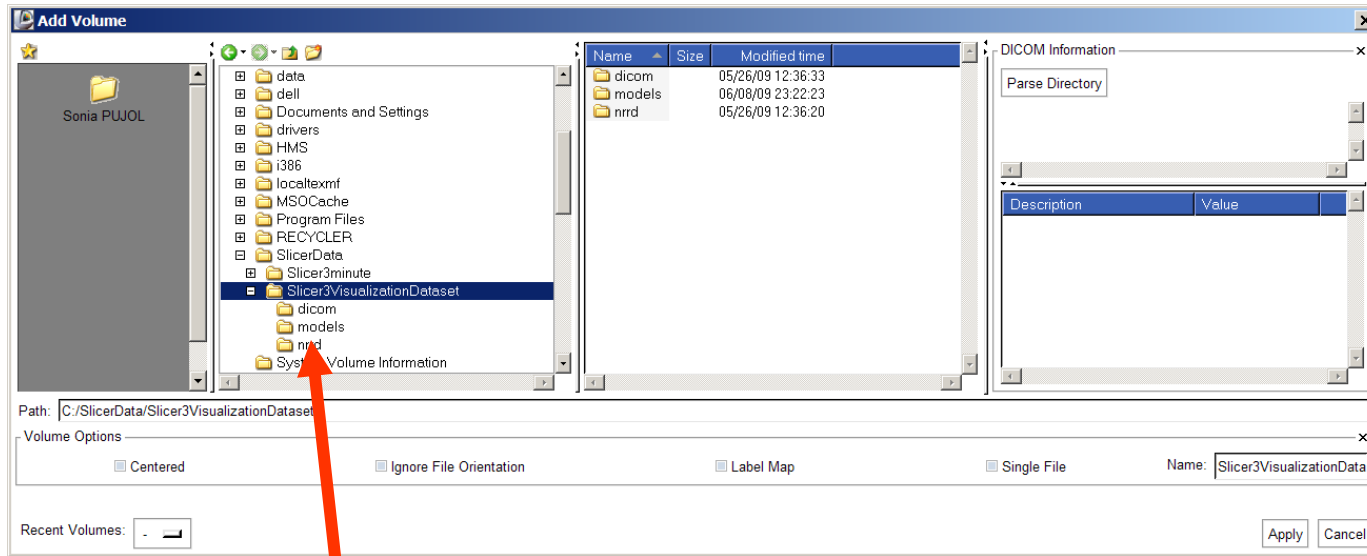 Add Volume
Sonia PUJOL
data
dell
Documents and Settings
drivers
HMS
i386
localtexmf
MSOCache
Program Files
RECYCLER
SlicerData
Slicer3minute
Slicer3VisualizationDataset
dicom
models
nrrd
System Volume Information
Name Size Modified time
dicom 05/26/09 12:36:33
models 06/08/09 23:22:23
nrrd 05/26/09 12:36:20
DICOM Information
Parse Directory
Description Value
Path: C:/SlicerData/Slicer3VisualizationDataset
Volume Options
Centered Ignore File Orientation Label Map Single File Name: Slicer3VisualizationData
Recent Volumes: -
Apply Cancel